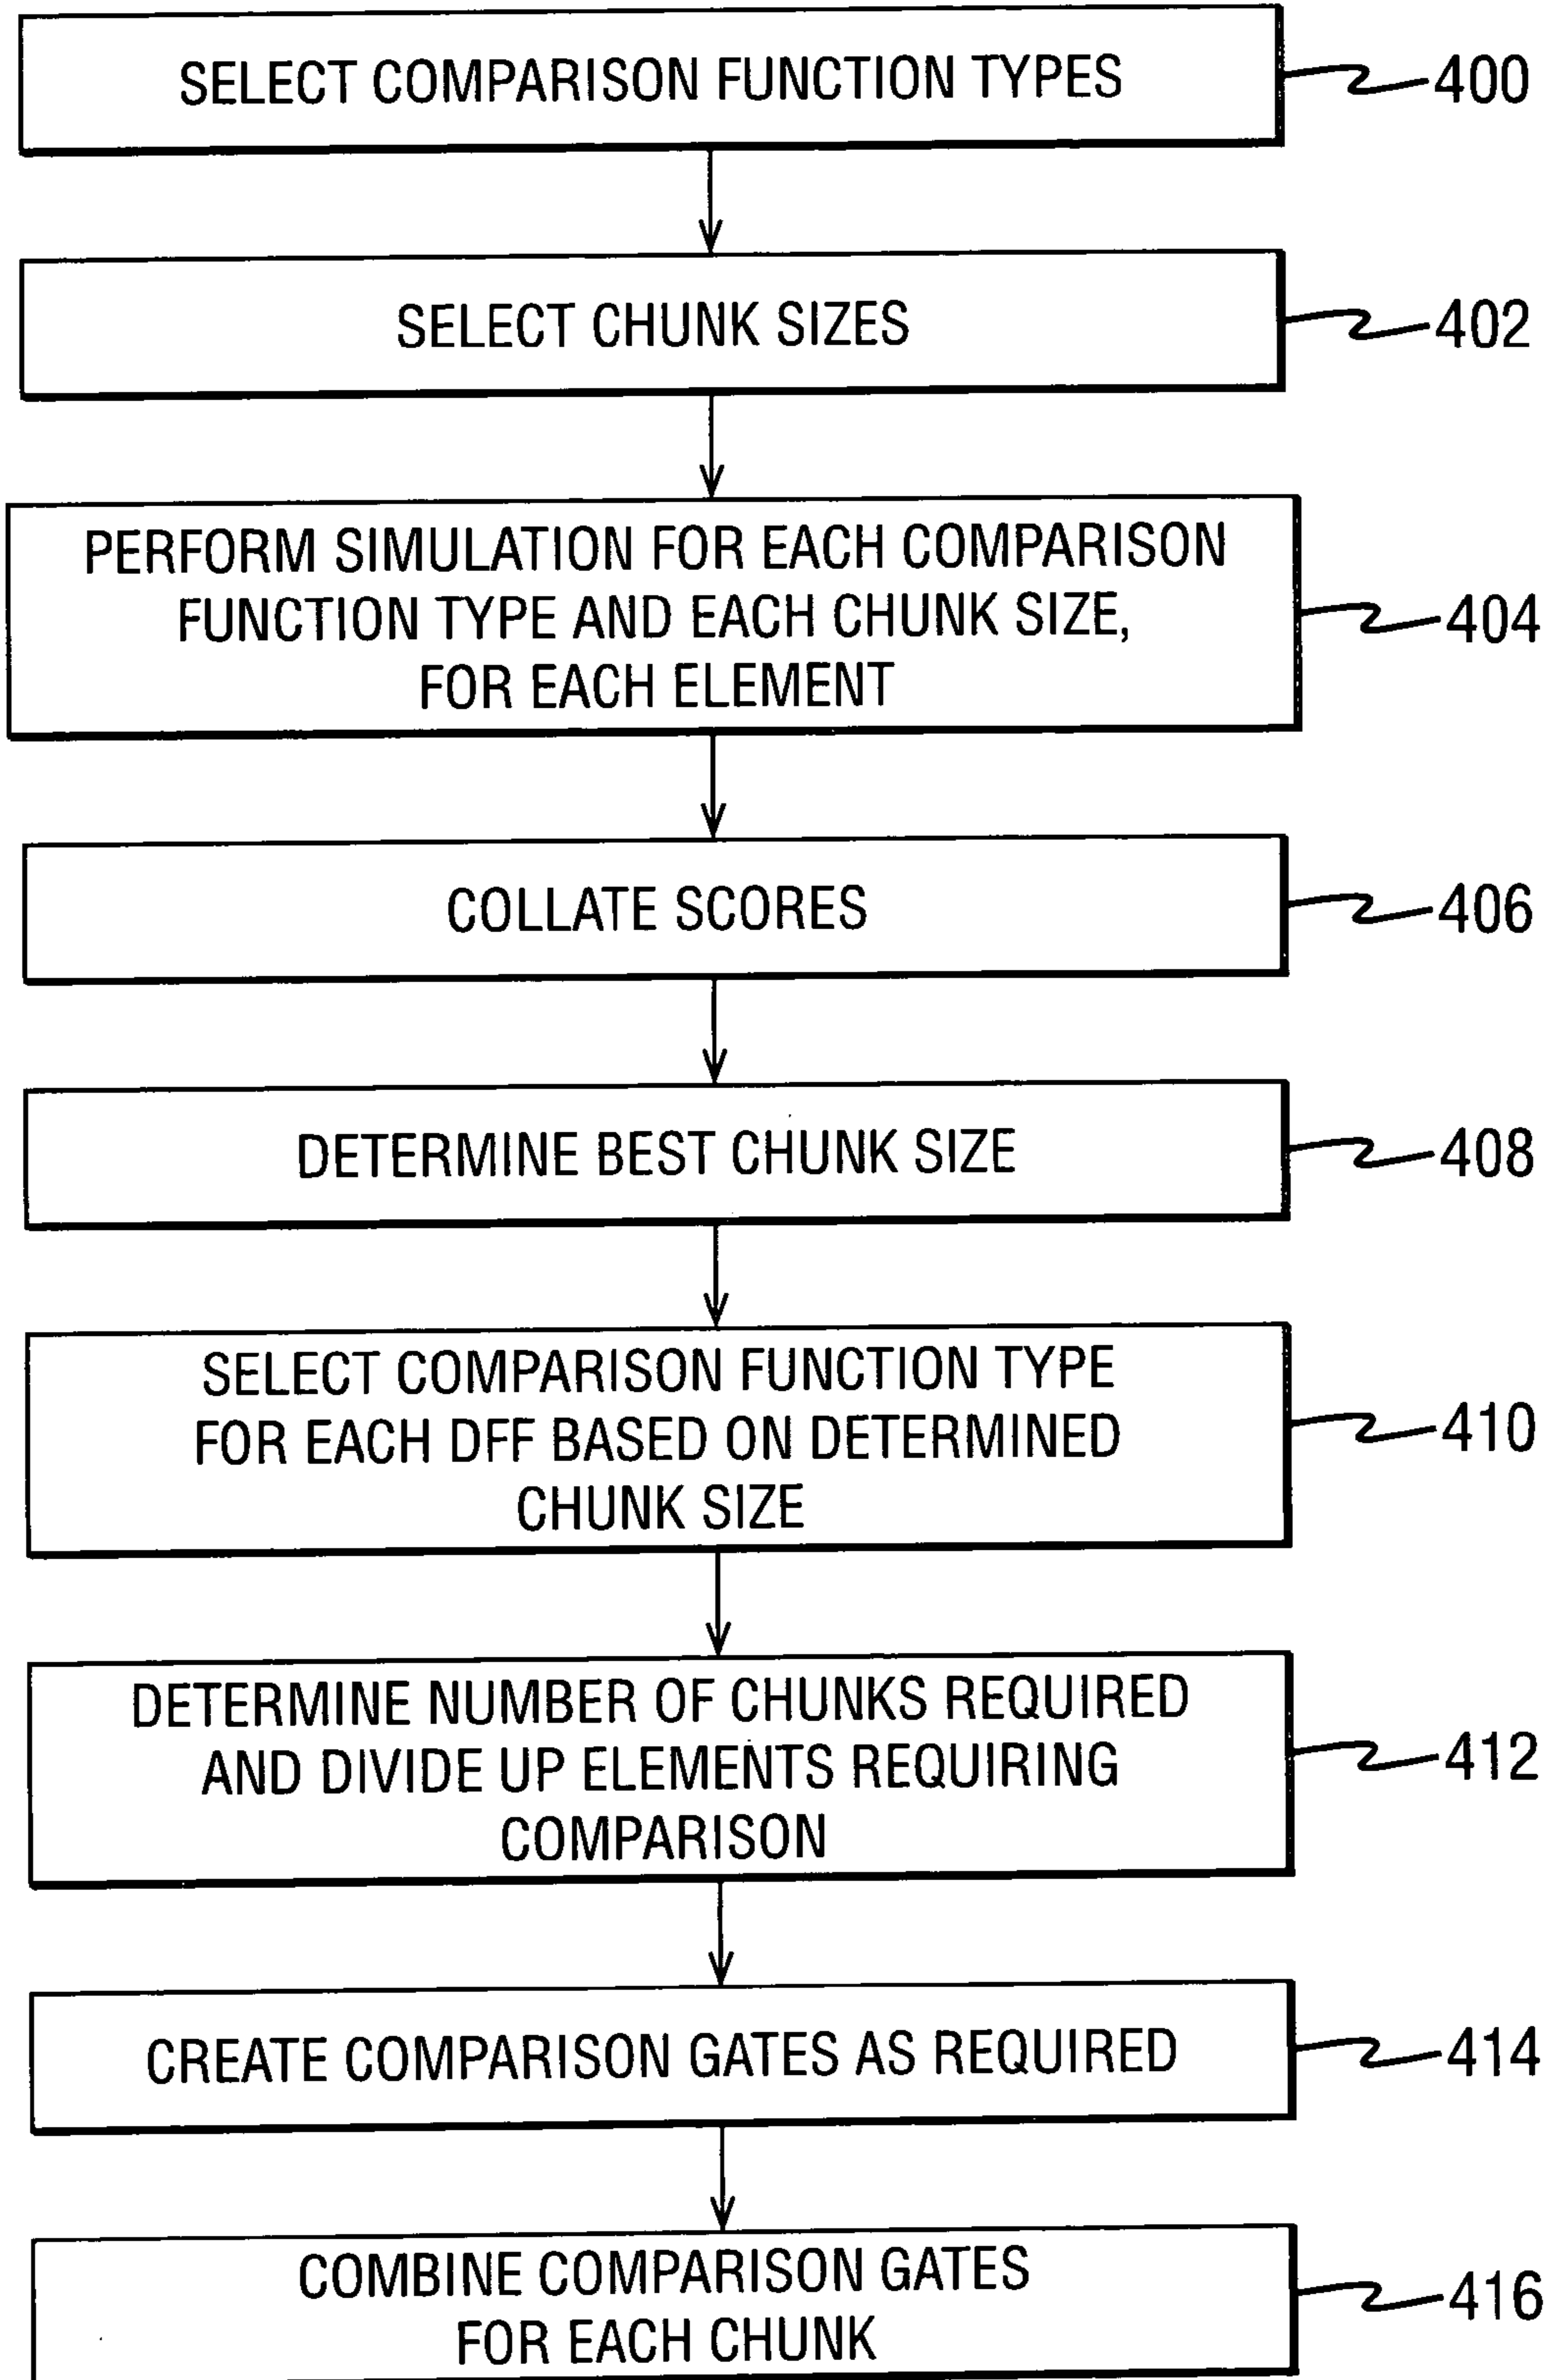 SELECT COMPARISON FUNCTION TYPES
400
SELECT CHUNK SIZES
402
PERFORM SIMULATION FOR EACH COMPARISON
FUNCTION TYPE AND EACH CHUNK SIZE,
FOR EACH ELEMENT
404
COLLATE SCORES
406
DETERMINE BEST CHUNK SIZE
408
SELECT COMPARISON FUNCTION TYPE
FOR EACH DFF BASED ON DETERMINED
CHUNK SIZE
410
DETERMINE NUMBER OF CHUNKS REQUIRED
AND DIVIDE UP ELEMENTS REQUIRING
COMPARISON
412
CREATE COMPARISON GATES AS REQUIRED
414
COMBINE COMPARISON GATES
FOR EACH CHUNK
416